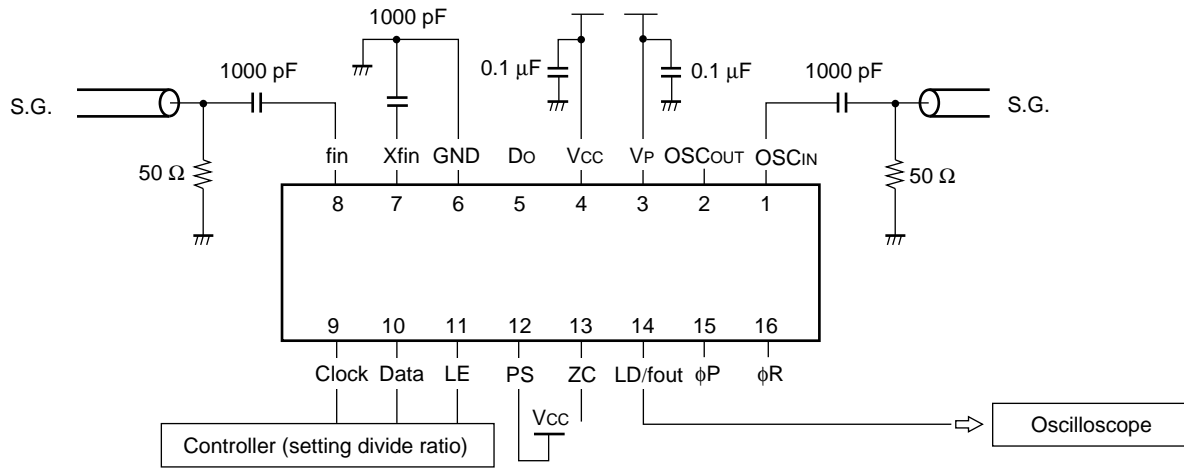 1000 pF
1000 pF
0.1 µF
0.1 µF
1000 pF
S.G.
S.G.
50 Ω
50 Ω
fin Xfin GND DO VCC VP OSCOUT OSCIN
8 7 6 5 4 3 2 1
9 10 11 12 13 14 15 16
Clock Data LE PS ZC LD/fout ϕP ϕR
VCC
Controller (setting divide ratio)
Oscilloscope